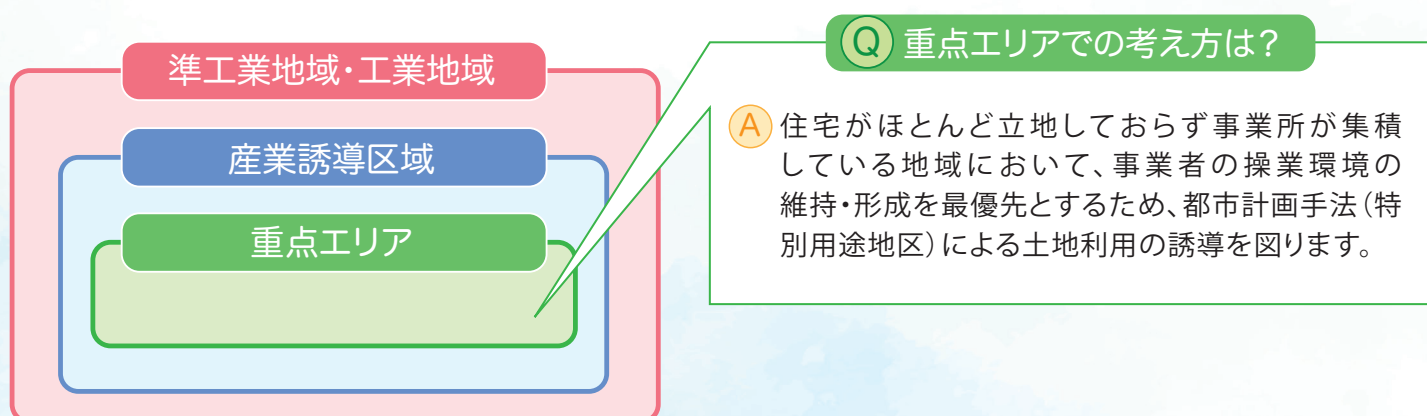 準工業地域・工業地域
産業誘導区域
重点エリア
Q 重点エリアでの考え方は？
A 住宅がほとんど立地しておらず事業所が集積
している地域において、事業者の操業環境の
維持・形成を最優先とするため、都市計画手法（特
別用途地区）による土地利用の誘導を図ります。